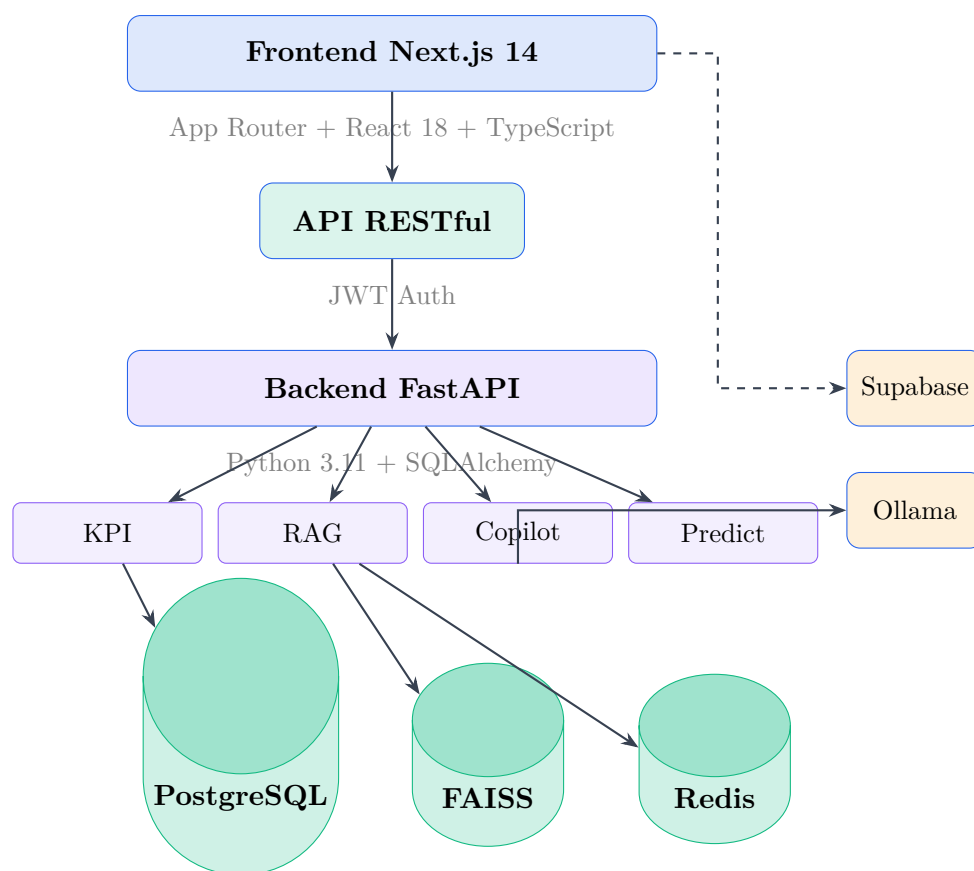 Frontend Next.js 14
App Router + React 18 + TypeScript
API RESTful
JWT Auth
Backend FastAPI
Supabase
Python 3.11 + SQLAlchemy
Ollama
KPI
RAG
Copilot
Predict
PostgreSQL
FAISS
Redis